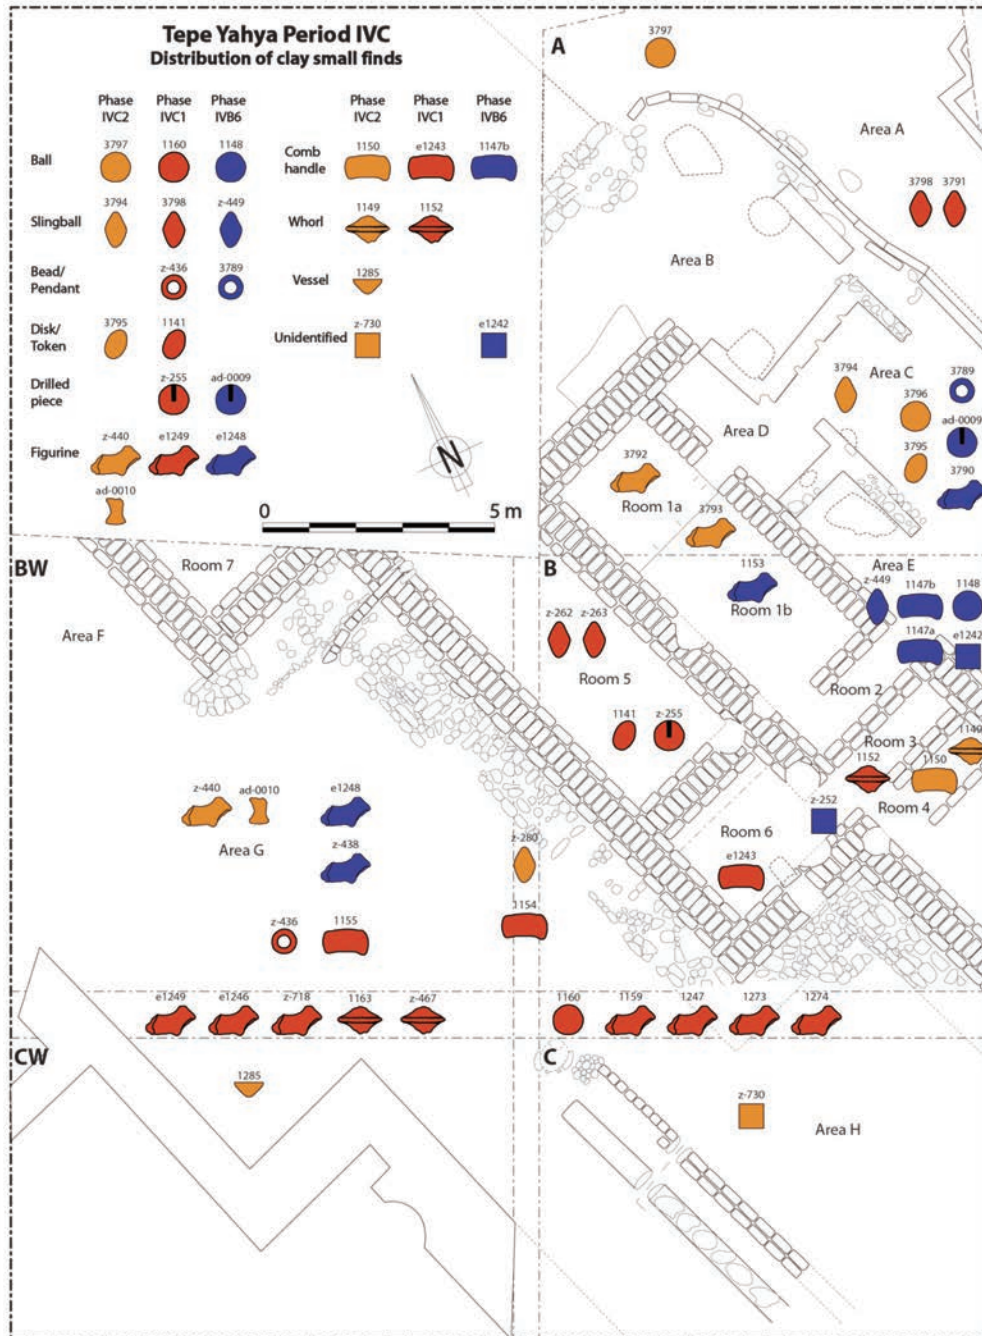 Tepe Yahya Period IVC
Distribution of clay small finds
Phase IVC2
Phase IVC1
Phase IVB6
Ball
3797
1160
1148
Slingball
3794
3798
z-449
Bead/
Pendant
z-436
3789
Disk/
Token
3795
1141
Drilled
piece
z-255
ad-0009
Figurine
z-440
e1249
e1248
ad-0010
Phase IVC2
Phase IVC1
Phase IVB6
Comb
handle
1150
e1243
1147b
Whorl
1149
1152
Vessel
1285
Unidentified
z-730
e1242
N
0
5 m
A
3797
Area A
3798
3791
Area B
3794
Area C
3796
3789
ad-0009
3795
3790
Area D
3792
Room 1a
3793
BW
Room 7
Area F
B
1153
Room 1b
Area E
z-449
1147b
1148
1147a
e1242
z-262
z-263
Room 5
Room 2
1141
z-255
Room 3
1149
1152
1150
Room 4
z-440
ad-0010
e1248
Area G
z-438
z-280
z-252
Room 6
e1243
z-436
1155
1154
e1249
e1246
z-718
1163
z-467
1160
1159
1247
1273
1274
CW
1285
C
z-730
Area H